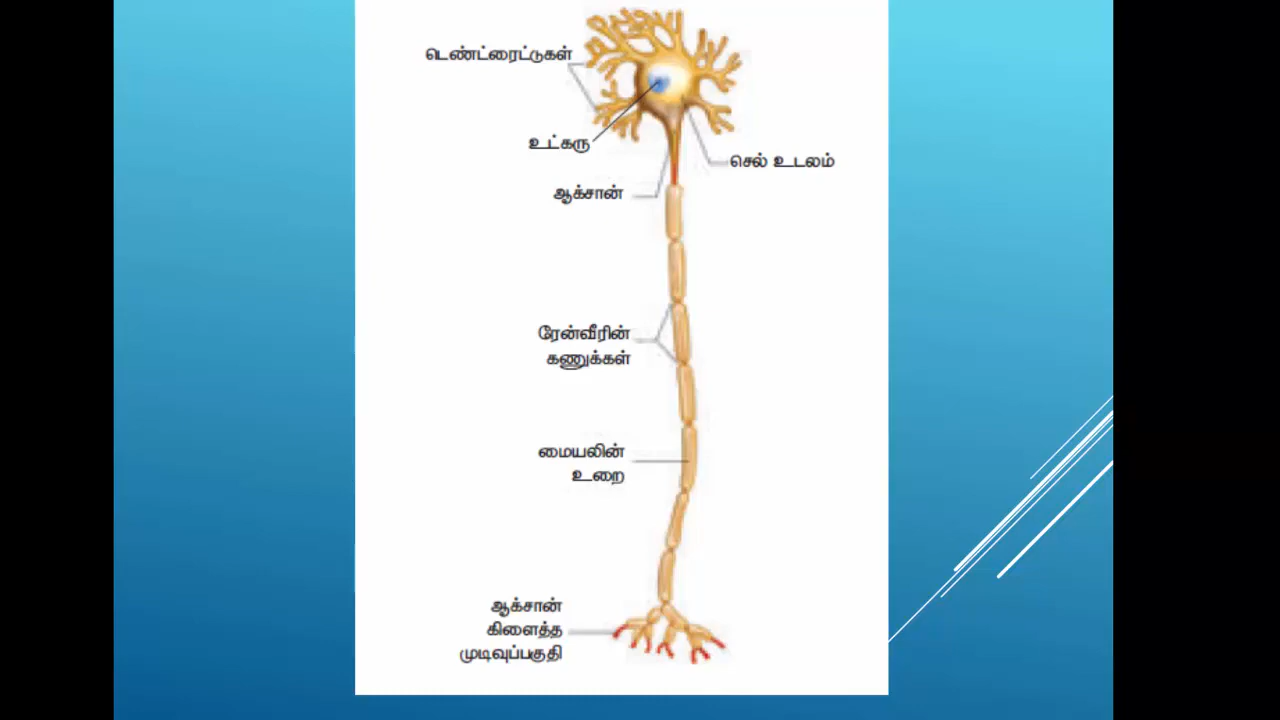 டெண்ட்ரைட்டுகள்
உட்கரு
செல் உடலம்
ஆக்சான்
ரேன்வீரின்
கணுக்கள்
மையலின்
உறை
ஆக்சான்
கிளைத்த
முடிவுப்பகுதி